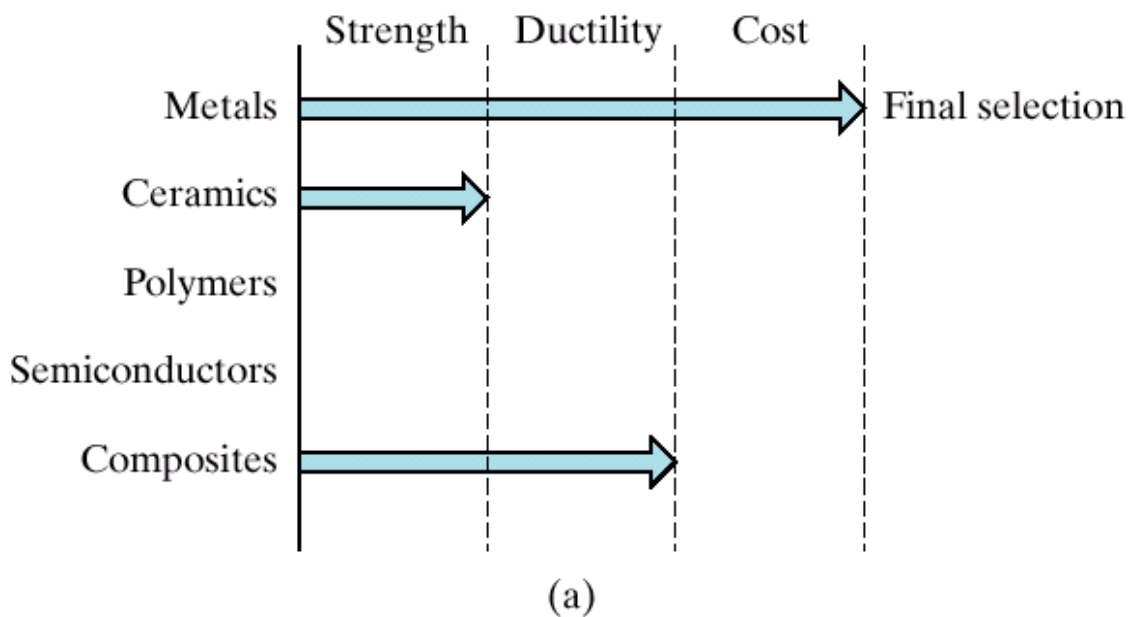 Strength Ductility Cost
Metals Final selection
Ceramics
Polymers
Semiconductors
Composites
(a)